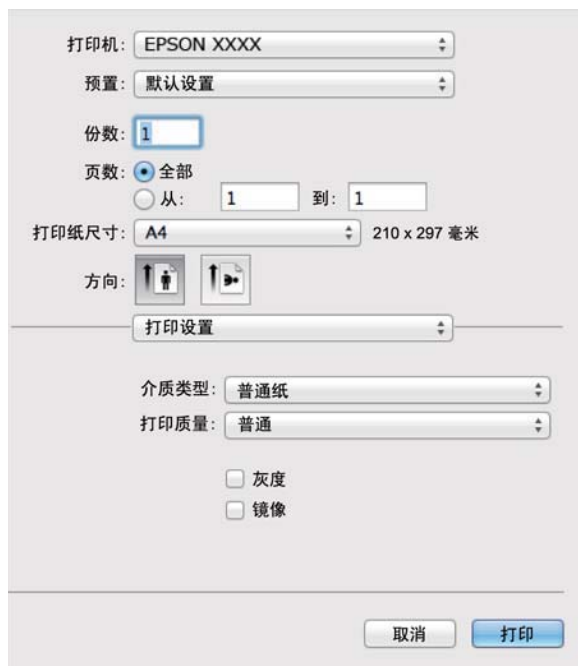 打印机: EPSON XXXX
预置: 默认设置
份数: 1
页数: 全部
从: 1 到: 1
打印纸尺寸: A4 210 x 297 毫米
方向:
打印设置
介质类型: 普通纸
打印质量: 普通
灰度
镜像
取消 打印